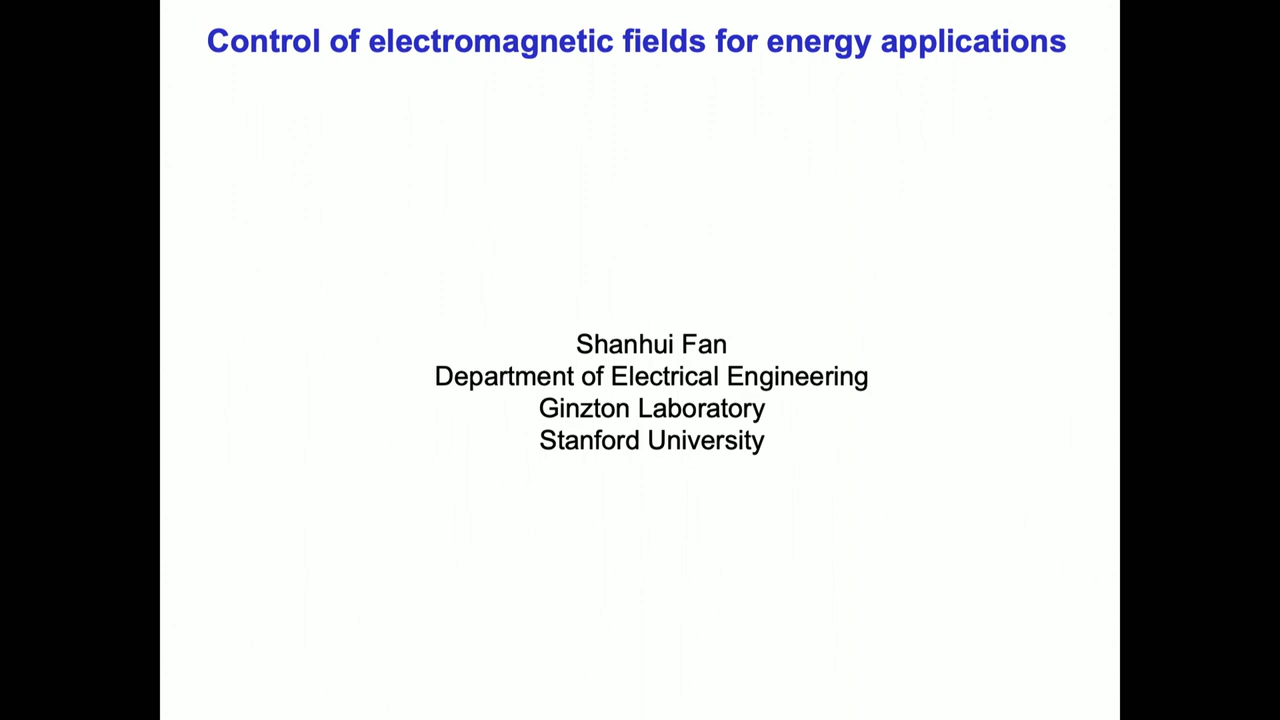 Control of electromagnetic fields for energy applications
Shanhui Fan
Department of Electrical Engineering
Ginzton Laboratory
Stanford University